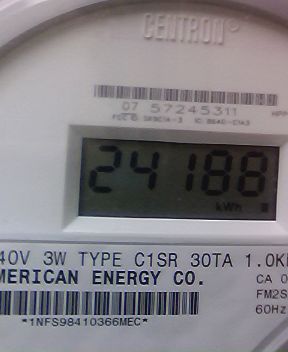 CENTRON®
07 57245311
24188
kWh
40V 3W TYPE C1SR 30TA 1.0K
MERICAN ENERGY CO.
CA 0
FM2S
60Hz
*1NFS98410366MEC*